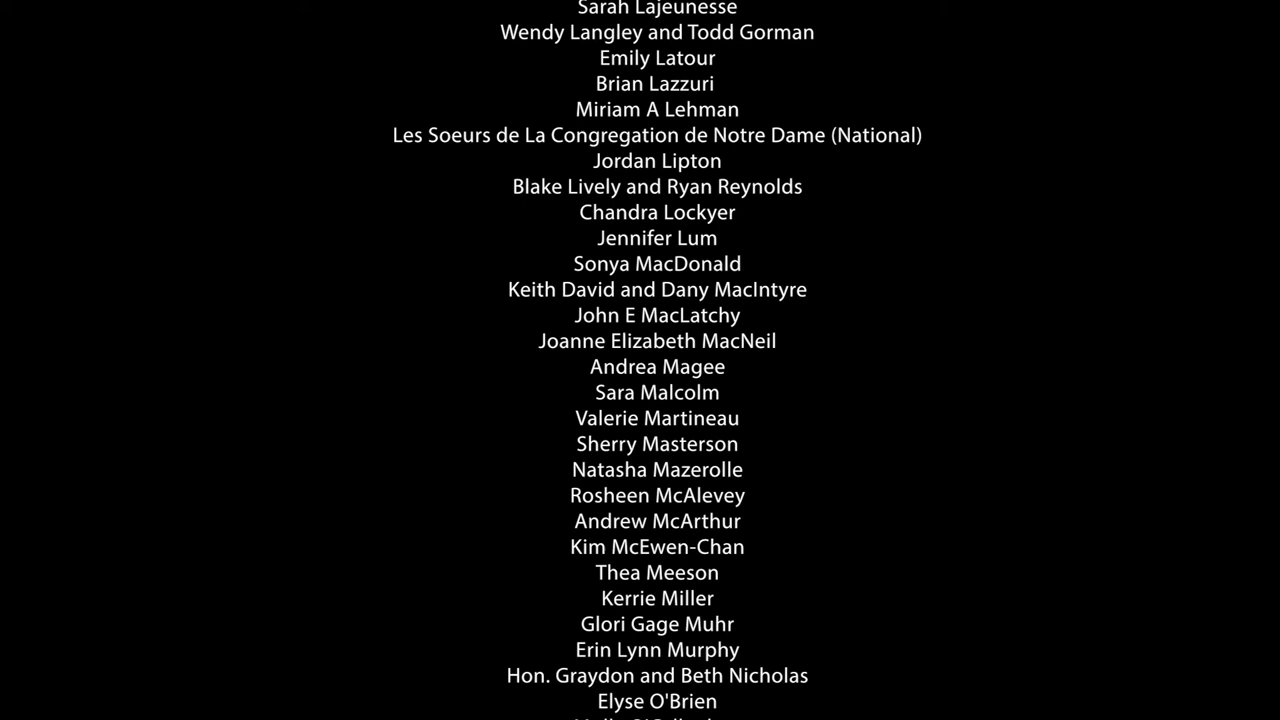 Sarah Lajeunesse
Wendy Langley and Todd Gorman
Emily Latour
Brian Lazzuri
Miriam A Lehman
Les Soeurs de La Congregation de Notre Dame (National)
Jordan Lipton
Blake Lively and Ryan Reynolds
Chandra Lockyer
Jennifer Lum
Sonya MacDonald
Keith David and Dany MacIntyre
John E MacLatchy
Joanne Elizabeth MacNeil
Andrea Magee
Sara Malcolm
Valerie Martineau
Sherry Masterson
Natasha Mazerolle
Rosheen McAlevey
Andrew McArthur
Kim McEwen-Chan
Thea Meeson
Kerrie Miller
Glori Gage Muhr
Erin Lynn Murphy
Hon. Graydon and Beth Nicholas
Elyse O'Brien